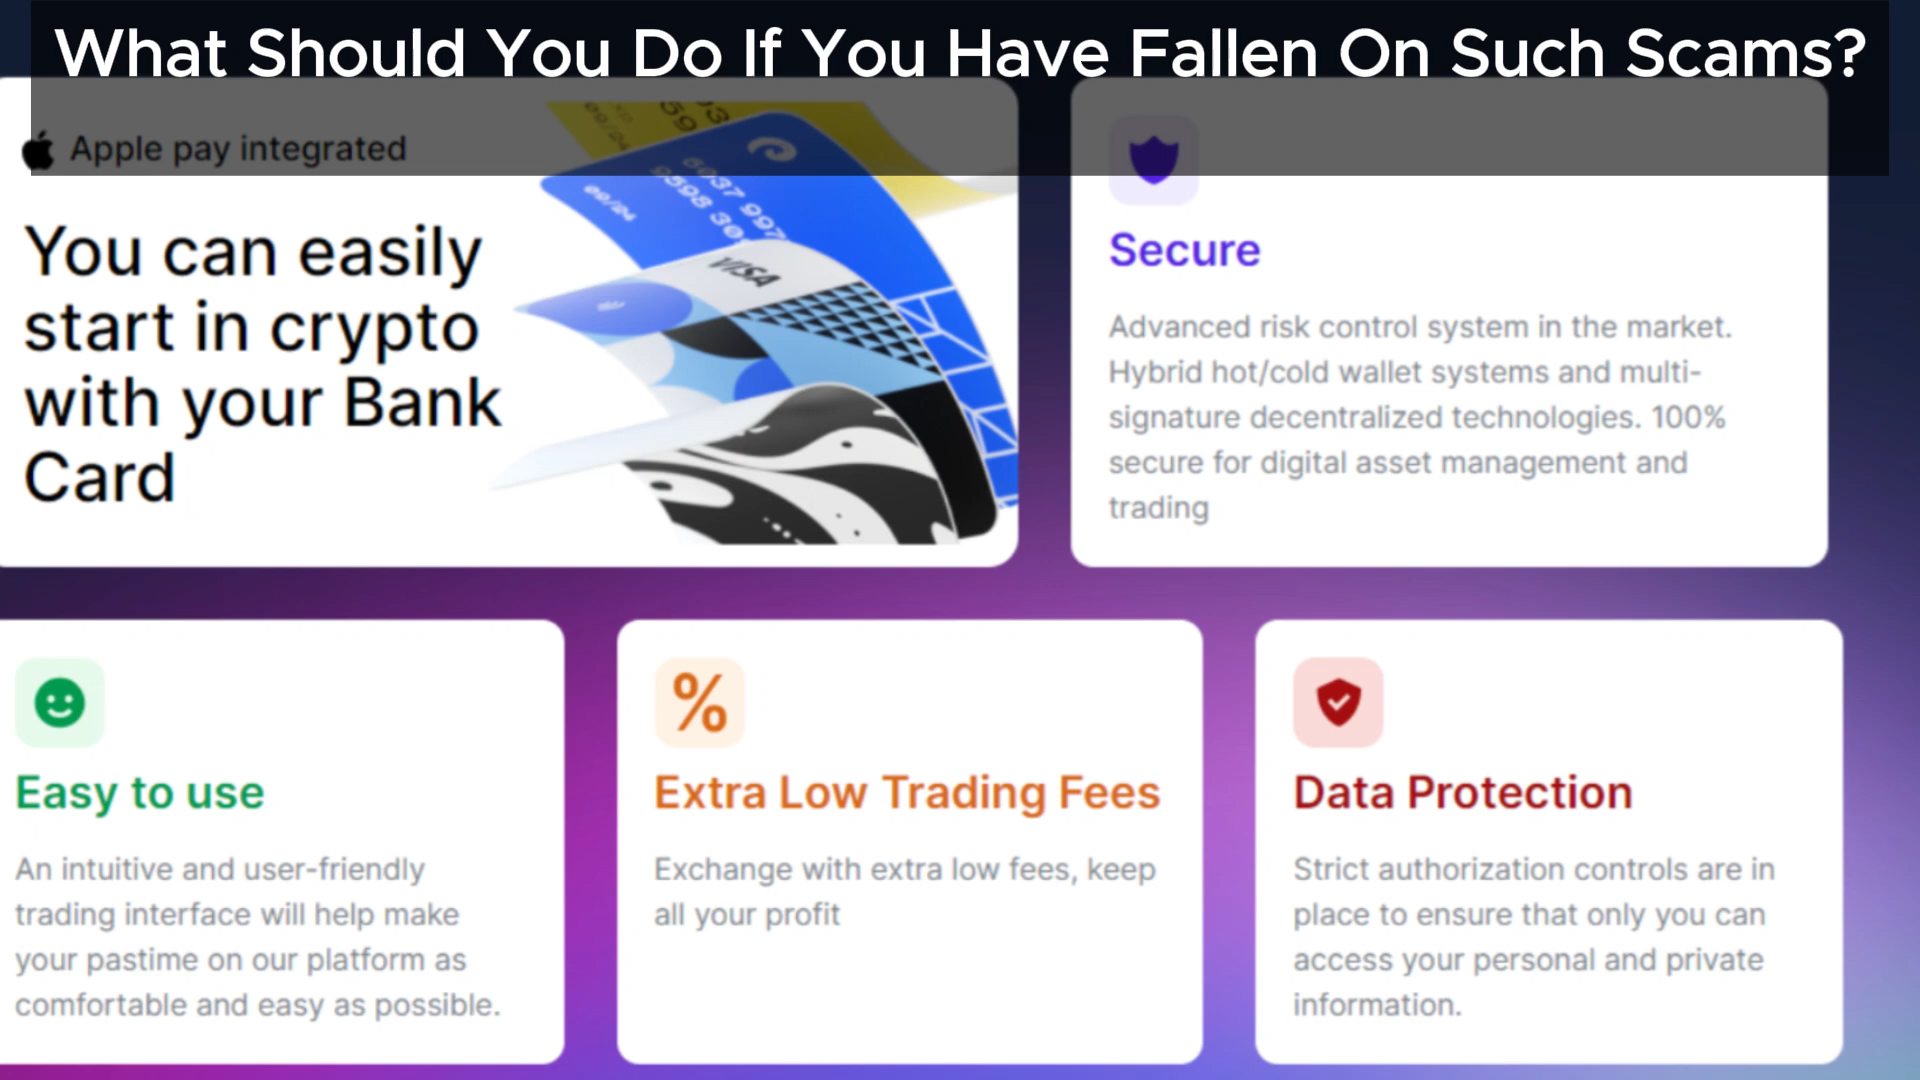 What Should You Do If You Have Fallen On Such Scams?
Apple pay integrated
You can easily
start in crypto
with your Bank
Card
09/24
VISA
Secure
Advanced risk control system in the market.
Hybrid hot/cold wallet systems and multi-
signature decentralized technologies. 100%
secure for digital asset management and
trading
Easy to use
An intuitive and user-friendly
trading interface will help make
your pastime on our platform as
comfortable and easy as possible.
%
Extra Low Trading Fees
Exchange with extra low fees, keep
all your profit
Data Protection
Strict authorization controls are in
place to ensure that only you can
access your personal and private
information.